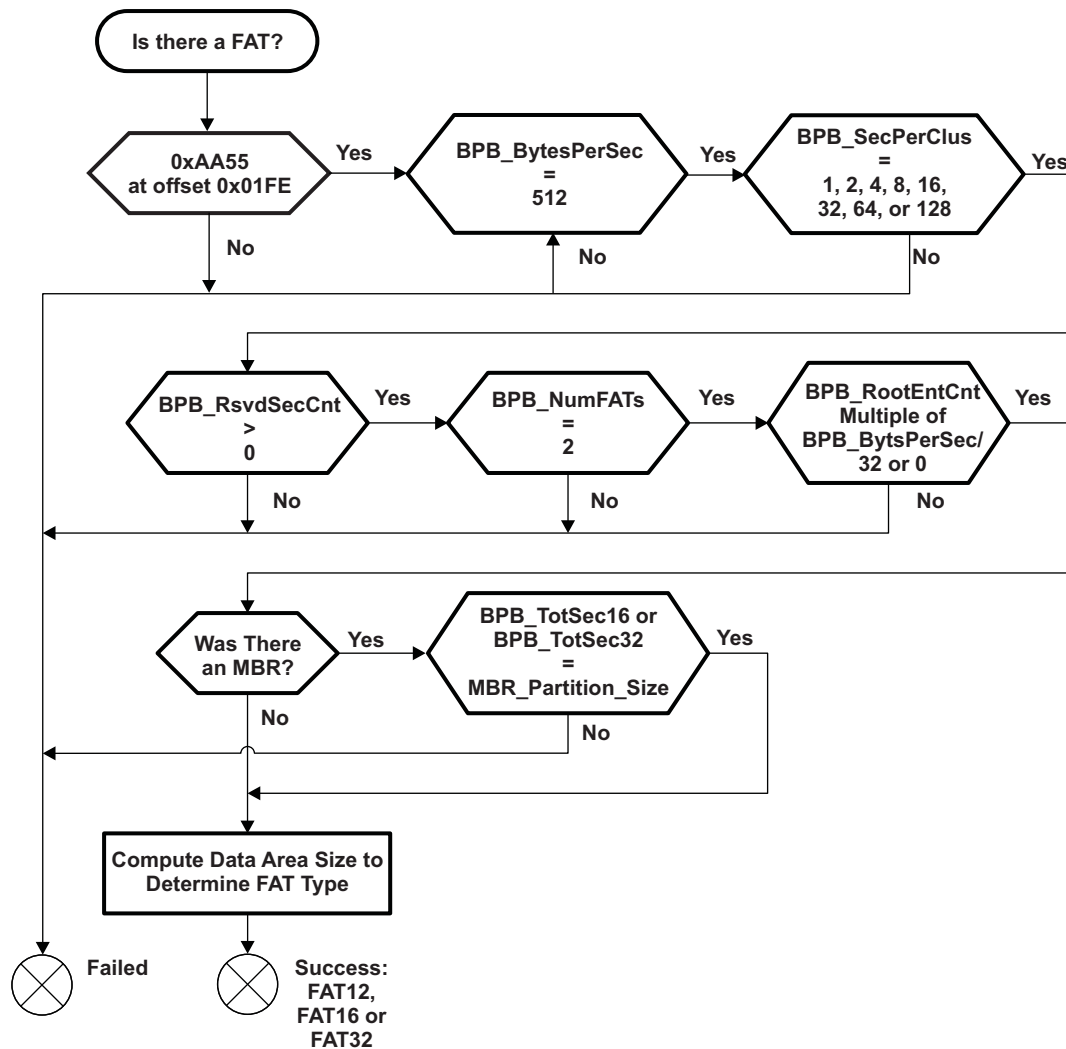 Is there a FAT?
0xAA55
at offset 0x01FE
Yes
BPB_BytesPerSec
=
512
Yes
BPB_SecPerClus
=
1, 2, 4, 8, 16,
32, 64, or 128
Yes
No
No
No
BPB_RsvdSecCnt
>
0
Yes
BPB_NumFATs
=
2
Yes
BPB_RootEntCnt
Multiple of
BPB_BytsPerSec/
32 or 0
Yes
No
No
No
Was There
an MBR?
Yes
BPB_TotSec16 or
BPB_TotSec32
=
MBR_Partition_Size
Yes
No
No
Compute Data Area Size to
Determine FAT Type
Failed
Success:
FAT12,
FAT16 or
FAT32